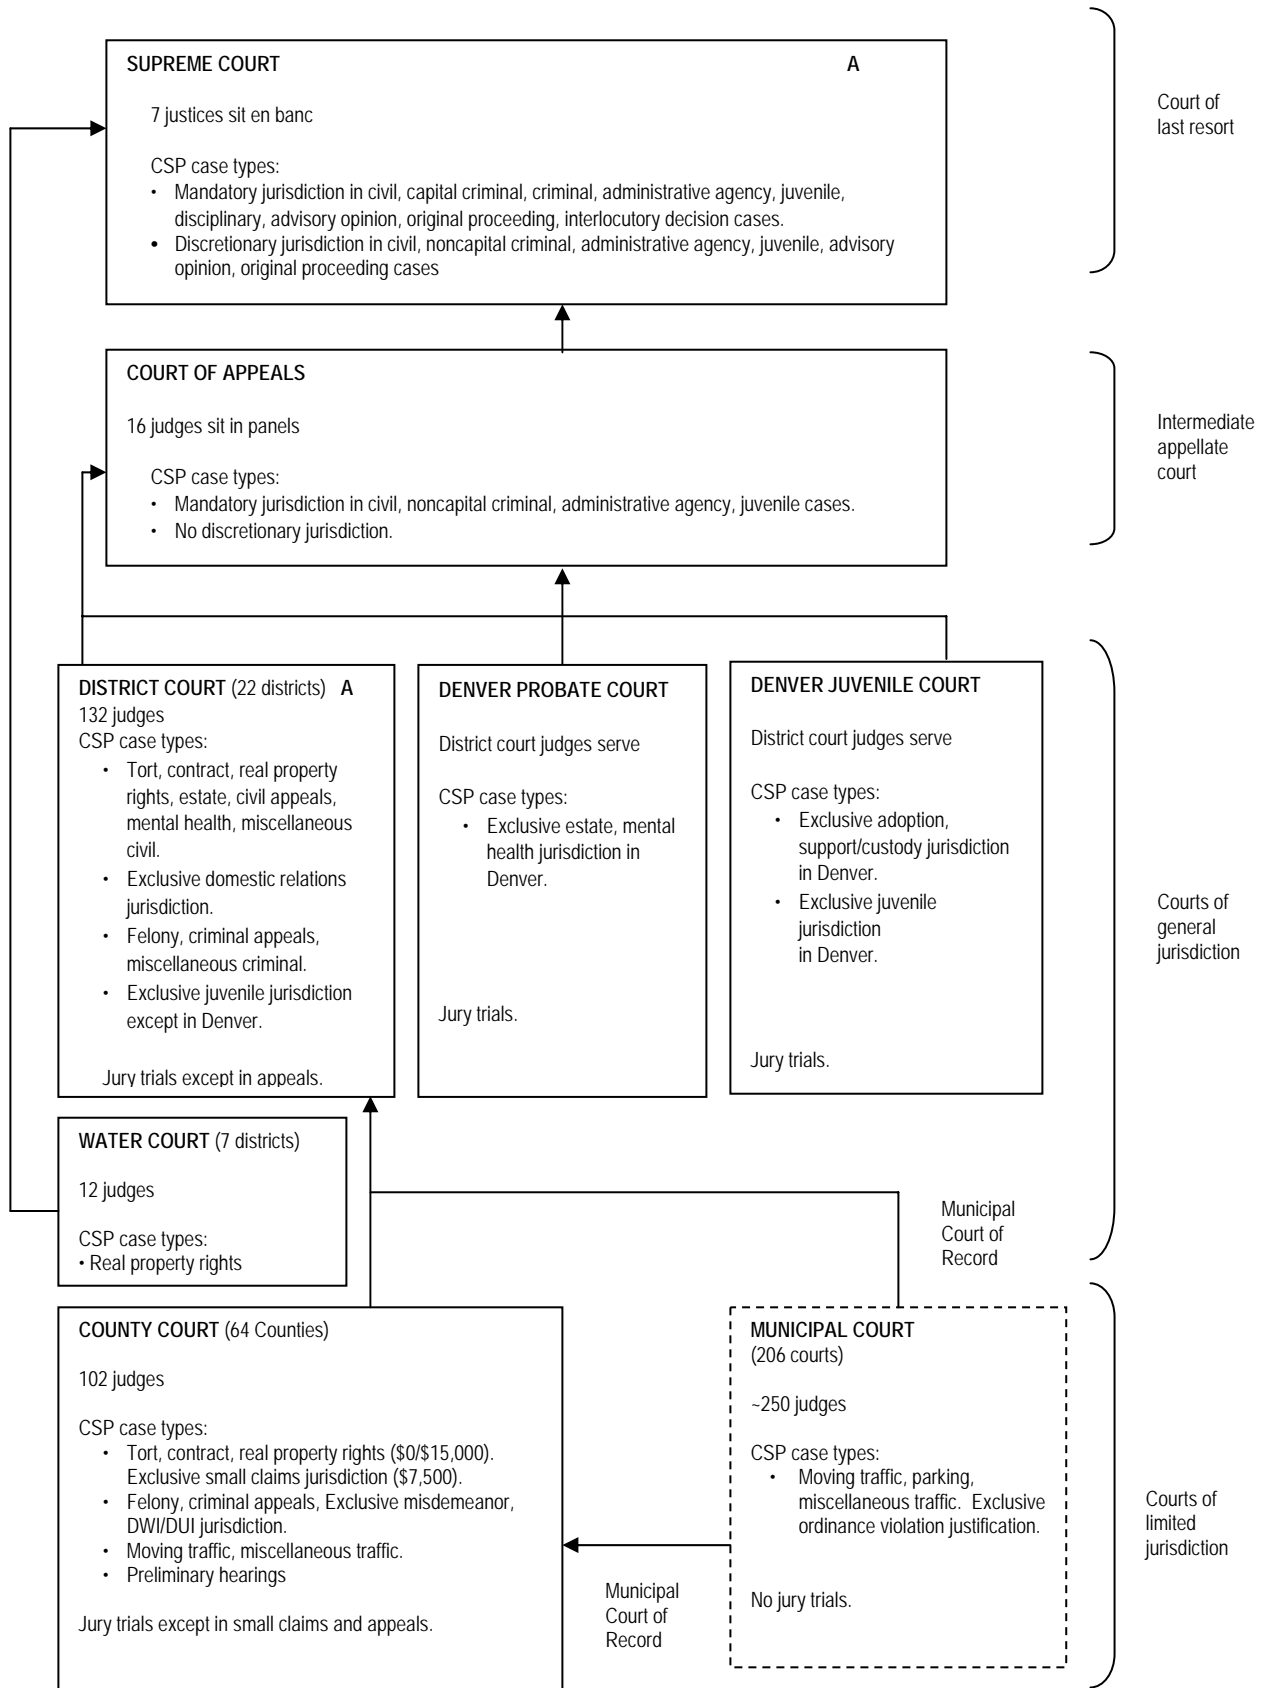 SUPREME COURT A
7 justices sit en banc
CSP case types:
• Mandatory jurisdiction in civil, capital criminal, criminal, administrative agency, juvenile,
disciplinary, advisory opinion, original proceeding, interlocutory decision cases.
• Discretionary jurisdiction in civil, noncapital criminal, administrative agency, juvenile, advisory
opinion, original proceeding cases
Court of
last resort
COURT OF APPEALS
16 judges sit in panels
CSP case types:
• Mandatory jurisdiction in civil, noncapital criminal, administrative agency, juvenile cases.
• No discretionary jurisdiction.
Intermediate
appellate
court
DISTRICT COURT (22 districts) A
132 judges
CSP case types:
• Tort, contract, real property
rights, estate, civil appeals,
mental health, miscellaneous
civil.
• Exclusive domestic relations
jurisdiction.
• Felony, criminal appeals,
miscellaneous criminal.
• Exclusive juvenile jurisdiction
except in Denver.
Jury trials except in appeals.
DENVER PROBATE COURT
District court judges serve
CSP case types:
• Exclusive estate, mental
health jurisdiction in
Denver.
Jury trials.
DENVER JUVENILE COURT
District court judges serve
CSP case types:
• Exclusive adoption,
support/custody jurisdiction
in Denver.
• Exclusive juvenile
jurisdiction
in Denver.
Jury trials.
Courts of
general
jurisdiction
WATER COURT (7 districts)
12 judges
CSP case types:
• Real property rights
Municipal
Court of
Record
COUNTY COURT (64 Counties)
102 judges
CSP case types:
• Tort, contract, real property rights ($0/$15,000).
Exclusive small claims jurisdiction ($7,500).
• Felony, criminal appeals, Exclusive misdemeanor,
DWI/DUI jurisdiction.
• Moving traffic, miscellaneous traffic.
• Preliminary hearings
Jury trials except in small claims and appeals.
Municipal
Court of
Record
MUNICIPAL COURT
(206 courts)
~250 judges
CSP case types:
• Moving traffic, parking,
miscellaneous traffic. Exclusive
ordinance violation justification.
No jury trials.
Courts of
limited
jurisdiction